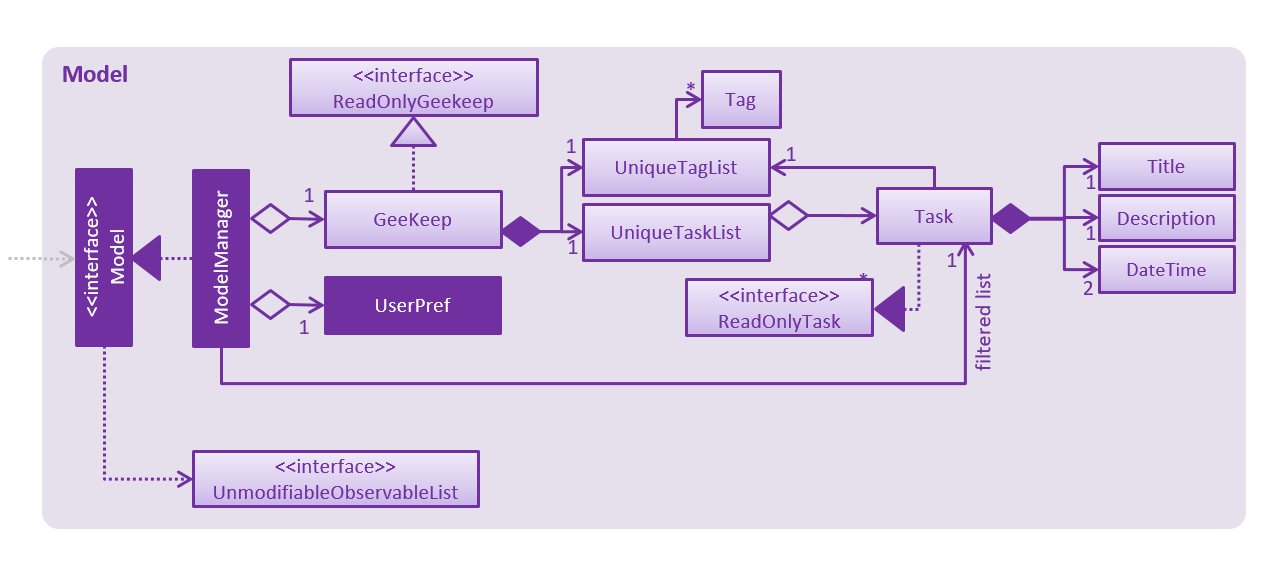 Model
<<interface>>
ReadOnlyGeekeep
*
Tag
1
UniqueTagList
1
1
Title
<<interface>>
Model
ModelManager
1
GeeKeep
1
UniqueTaskList
Task
1
Description
1
DateTime
2
1
UserPref
*
<<interface>>
ReadOnlyTask
1
filtered list
<<interface>>
UnmodifiableObservableList